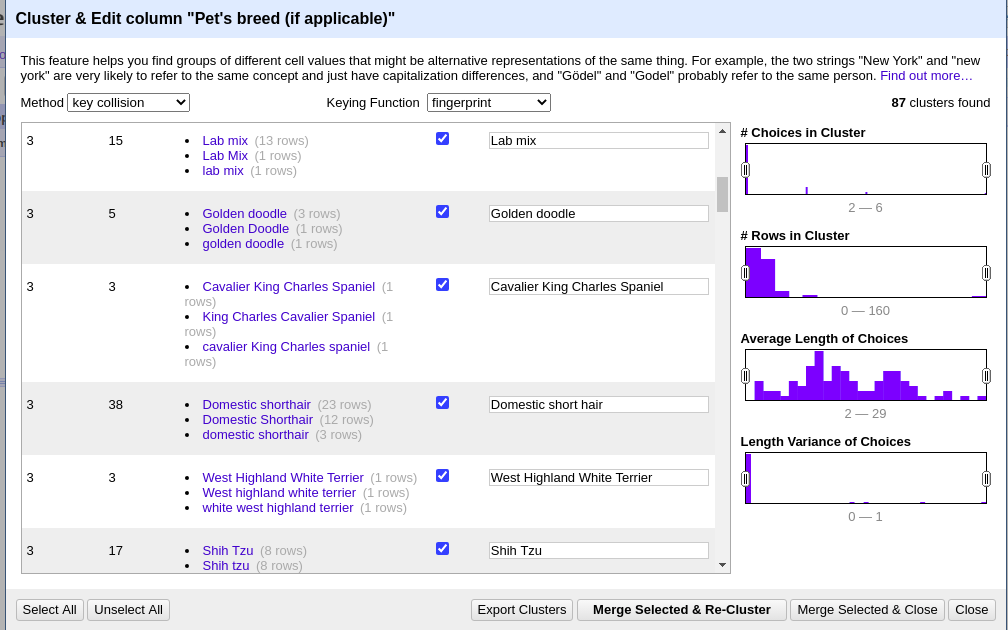 Cluster & Edit column "Pet's breed (if applicable)"
This feature helps you find groups of different cell values that might be alternative representations of the same thing. For example, the two strings "New York" and "new
york" are very likely to refer to the same concept and just have capitalization differences, and "Gödel" and "Godel" probably refer to the same person. Find out more…
Method key collision Keying Function fingerprint 87 clusters found
3 15 • Lab mix (13 rows) Lab mix
• Lab Mix (1 rows)
• lab mix (1 rows)
3 5 • Golden doodle (3 rows) Golden doodle
• Golden Doodle (1 rows)
• golden doodle (1 rows)
3 3 • Cavalier King Charles Spaniel (1 Cavalier King Charles Spaniel
rows)
• King Charles Cavalier Spaniel (1
rows)
• cavalier King Charles spaniel (1
rows)
3 38 • Domestic shorthair (23 rows) Domestic short hair
• Domestic Shorthair (12 rows)
• domestic shorthair (3 rows)
3 3 • West Highland White Terrier (1 rows) West Highland White Terrier
• West highland white terrier (1 rows)
• white west highland terrier (1 rows)
3 17 • Shih Tzu (8 rows) Shih Tzu
• Shih tzu (8 rows)
# Choices in Cluster
2 — 6
# Rows in Cluster
0 — 160
Average Length of Choices
2 — 29
Length Variance of Choices
0 — 1
Select All Unselect All Export Clusters Merge Selected & Re-Cluster Merge Selected & Close Close